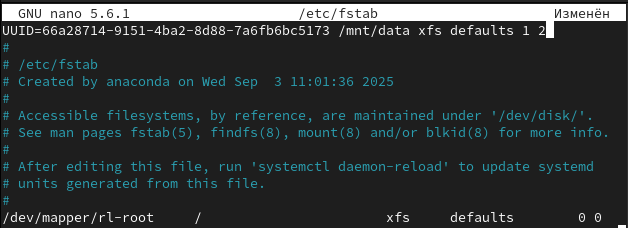 GNU nano 5.6.1 /etc/fstab Изменён
UUID=66a28714-9151-4ba2-8d88-7a6fb6bc5173 /mnt/data xfs defaults 1 2
#
# /etc/fstab
# Created by anaconda on Wed Sep  3 11:01:36 2025
#
# Accessible filesystems, by reference, are maintained under '/dev/disk/'.
# See man pages fstab(5), findfs(8), mount(8) and/or blkid(8) for more info.
#
# After editing this file, run 'systemctl daemon-reload' to update systemd
# units generated from this file.
#
/dev/mapper/rl-root     /                       xfs     defaults        0 0